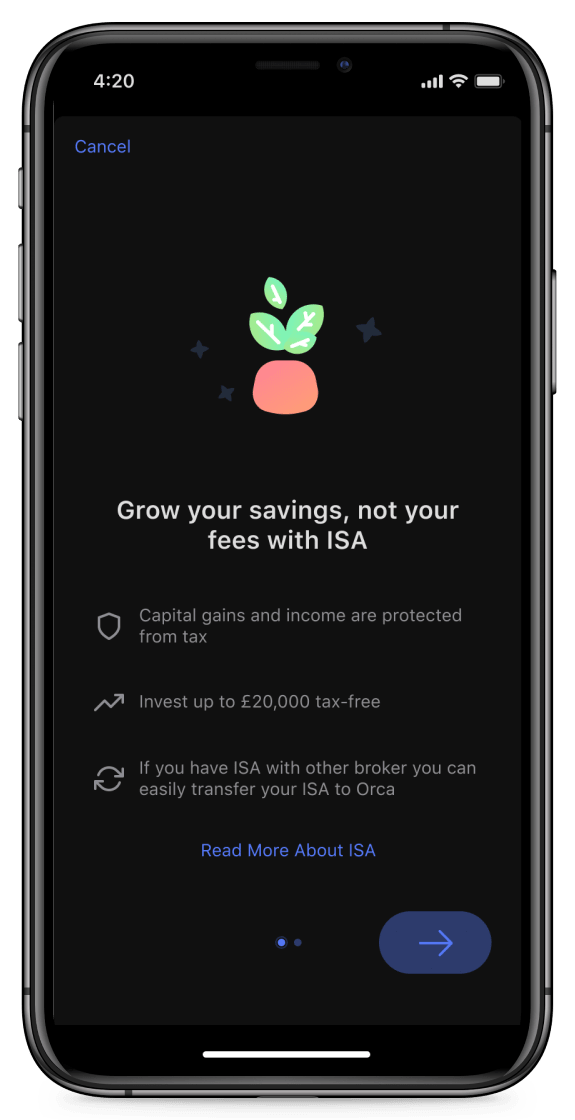 4:20
Cancel
Grow your savings, not your
fees with ISA
Capital gains and income are protected
from tax
Invest up to £20,000 tax-free
If you have ISA with other broker you can
easily transfer your ISA to Orca
Read More About ISA